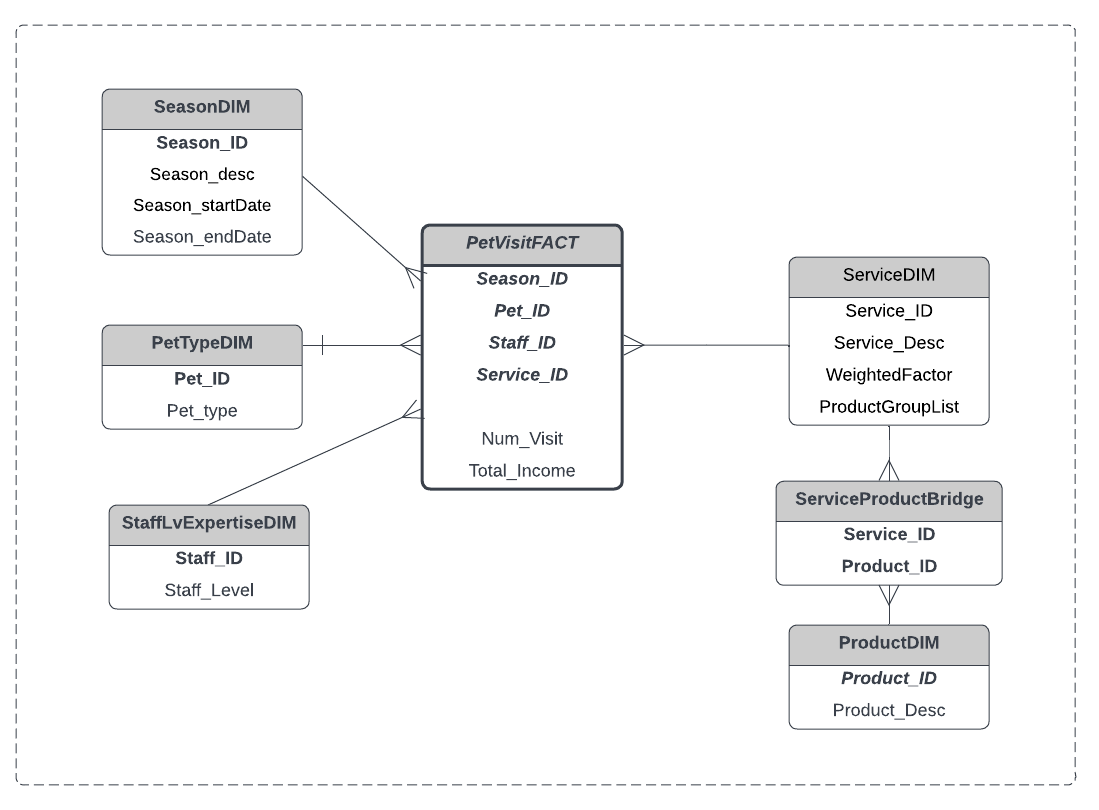 SeasonDIM
Season_ID
Season_desc
Season_startDate
Season_endDate
PetTypeDIM
Pet_ID
Pet_type
StaffLvExpertiseDIM
Staff_ID
Staff_Level
PetVisitFACT
Season_ID
Pet_ID
Staff_ID
Service_ID
Num_Visit
Total_Income
ServiceDIM
Service_ID
Service_Desc
WeightedFactor
ProductGroupList
ServiceProductBridge
Service_ID
Product_ID
ProductDIM
Product_ID
Product_Desc